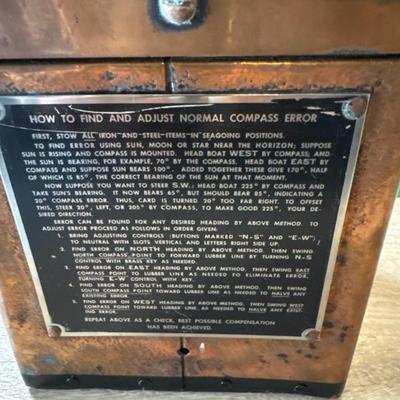 HOW TO FIND AND ADJUST NORMAL COMPASS ERROR
FIRST, STOW ALL IRON AND STEEL ITEMS IN SEAGOING POSITIONS.
TO FIND ERROR USING SUN, MOON OR STAR NEAR THE HORIZON; SUPPOSE
SUN IS RISING AND COMPASS IS MOUNTED. HEAD BOAT WEST BY COMPASS; AND
THE SUN IS BEARING, FOR EXAMPLE, 70° BY THE COMPASS. HEAD BOAT EAST BY
COMPASS AND SUPPOSE SUN BEARS 100°. ADDED TOGETHER THESE GIVE 170°, HALF
OF WHICH IS 85°, THE CORRECT BEARING OF THE SUN AT THAT MOMENT.
NOW SUPPOSE YOU WANT TO STEER S.W.: HEAD BOAT 225° BY COMPASS AND
TAKE SUN'S BEARING. IT NOW BEARS 65°, BUT SHOULD BEAR 85°, INDICATING A
20° COMPASS ERROR. THUS, CARD IS TURNED 20° TOO FAR RIGHT. TO OFFSET
THIS, STEER 20°, LEFT, OR 205° BY COMPASS, TO MAKE GOOD 225°, YOUR DE-
SIRED DIRECTION.
ERROR CAN BE FOUND FOR ANY DESIRED HEADING BY ABOVE METHOD. TO
ADJUST ERROR PROCEED AS FOLLOWS IN ORDER GIVEN:
1. BRING ADJUSTING CONTROLS (BUTTONS MARKED "N-S" AND "E-W")
TO NEUTRAL WITH SLOTS VERTICAL AND LETTERS RIGHT SIDE UP.
2. FIND ERROR ON NORTH HEADING BY ABOVE METHOD, THEN SWING
NORTH COMPASS POINT TO FORWARD LUBBER LINE BY TURNING N-S
CONTROL WITH BRASS KEY AS NEEDED.
3. FIND ERROR ON EAST HEADING BY ABOVE METHOD, THEN SWING EAST
COMPASS POINT TO LUBBER LINE AS NEEDED TO ELIMINATE ERROR,
TURNING E-W CONTROL WITH KEY.
4. FIND ERROR ON SOUTH HEADING BY ABOVE METHOD, THEN SWING
SOUTH COMPASS POINT TOWARD LUBBER LINE AS NEEDED TO HALVE ANY
EXISTING ERROR.
5. FIND ERROR ON WEST HEADING BY ABOVE METHOD, THEN SWING WEST
COMPASS POINT TOWARD LUBBER LINE AS NEEDED TO HALVE ANY EXIST-
ING ERROR.
REPEAT ABOVE AS A CHECK, BEST POSSIBLE COMPENSATION
HAS BEEN ACHIEVED.